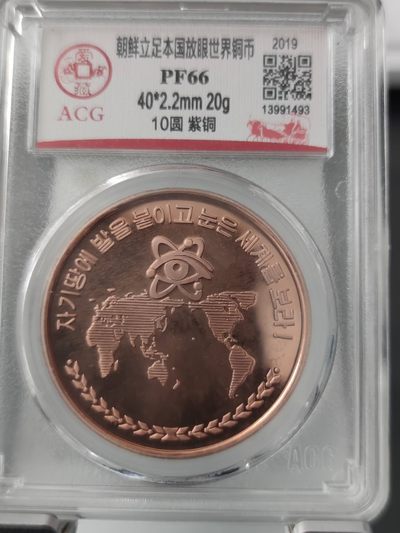 朝鲜立足本国放眼世界铜币
2019
PF66
ACG
40*2.2mm 20g
13991493
10圆 紫铜
자기땅에 발을 붙이고 눈은 세계를 보라!
ACG